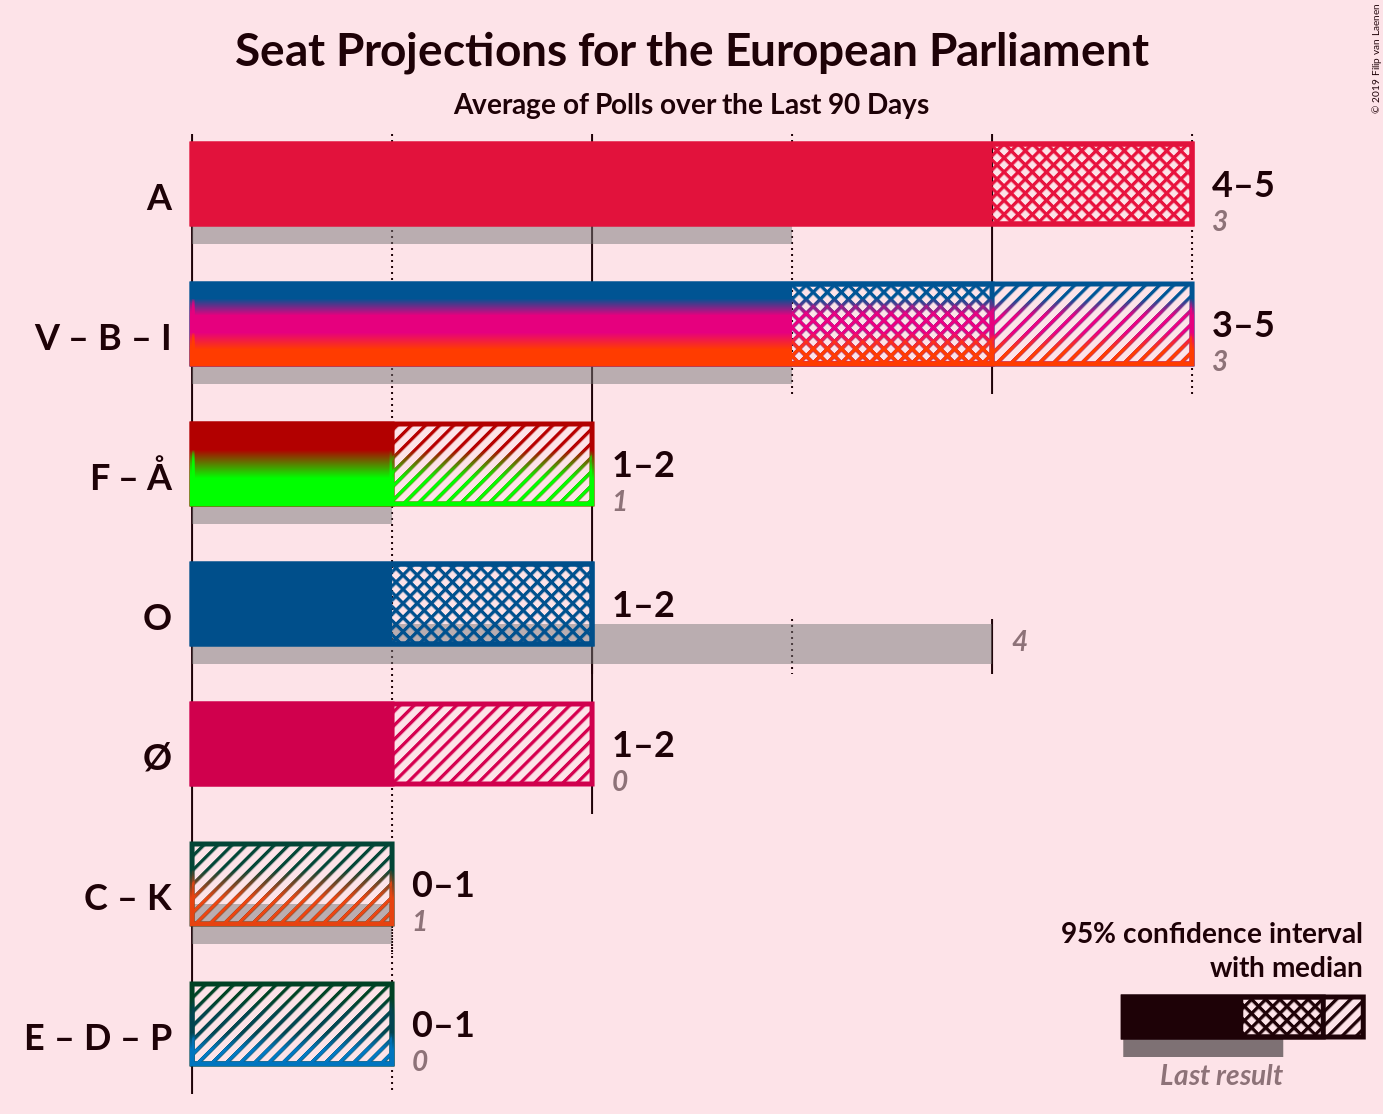 Seat Projections for the European Parliament
Average of Polls over the Last 90 Days
© 2019 Filip van Laenen
A
4–5
3
V – B – I
3–5
3
F – Å
1–2
1
O
1–2
4
Ø
1–2
0
C – K
0–1
1
E – D – P
0–1
0
95% confidence interval
with median
Last result